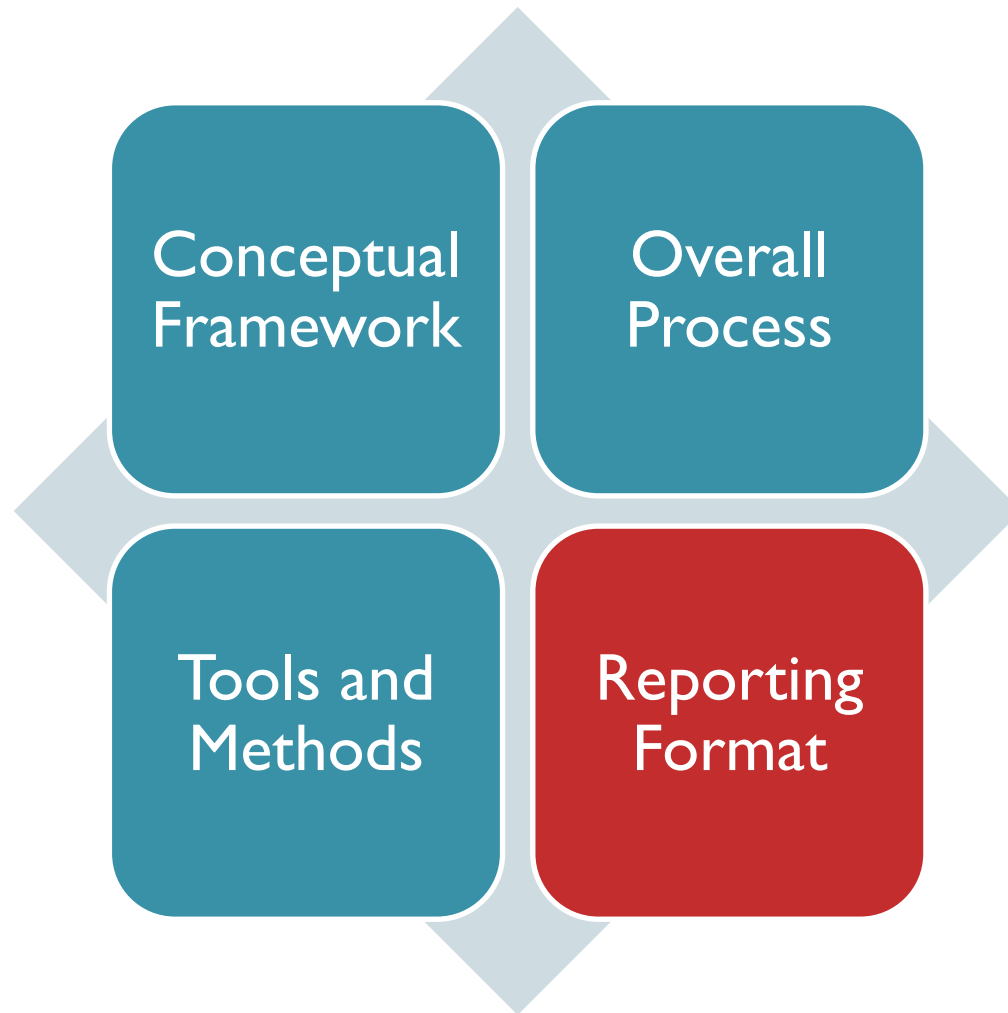 Conceptual
Framework
Overall
Process
Tools and
Methods
Reporting
Format